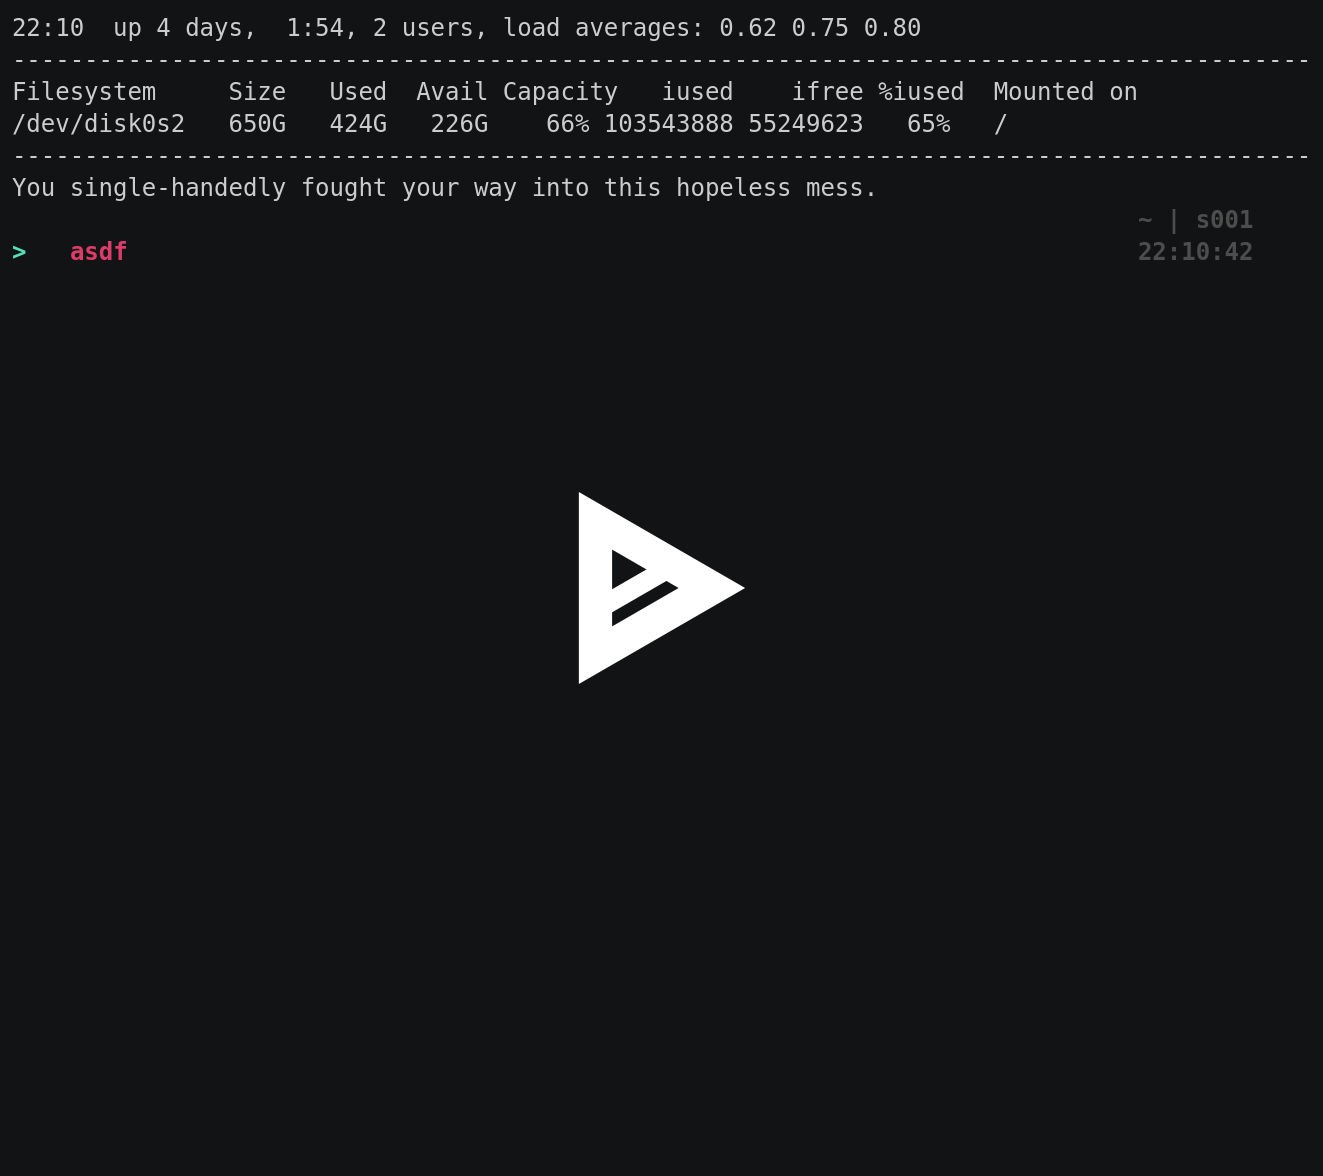 22:10  up 4 days,  1:54, 2 users, load averages: 0.62 0.75 0.80
------------------------------------------------------------------------------------------
Filesystem     Size   Used  Avail Capacity   iused    ifree %iused  Mounted on
/dev/disk0s2   650G   424G   226G    66% 103543888 55249623   65%   /
------------------------------------------------------------------------------------------
You single-handedly fought your way into this hopeless mess.
~ | s001
>   asdf 22:10:42